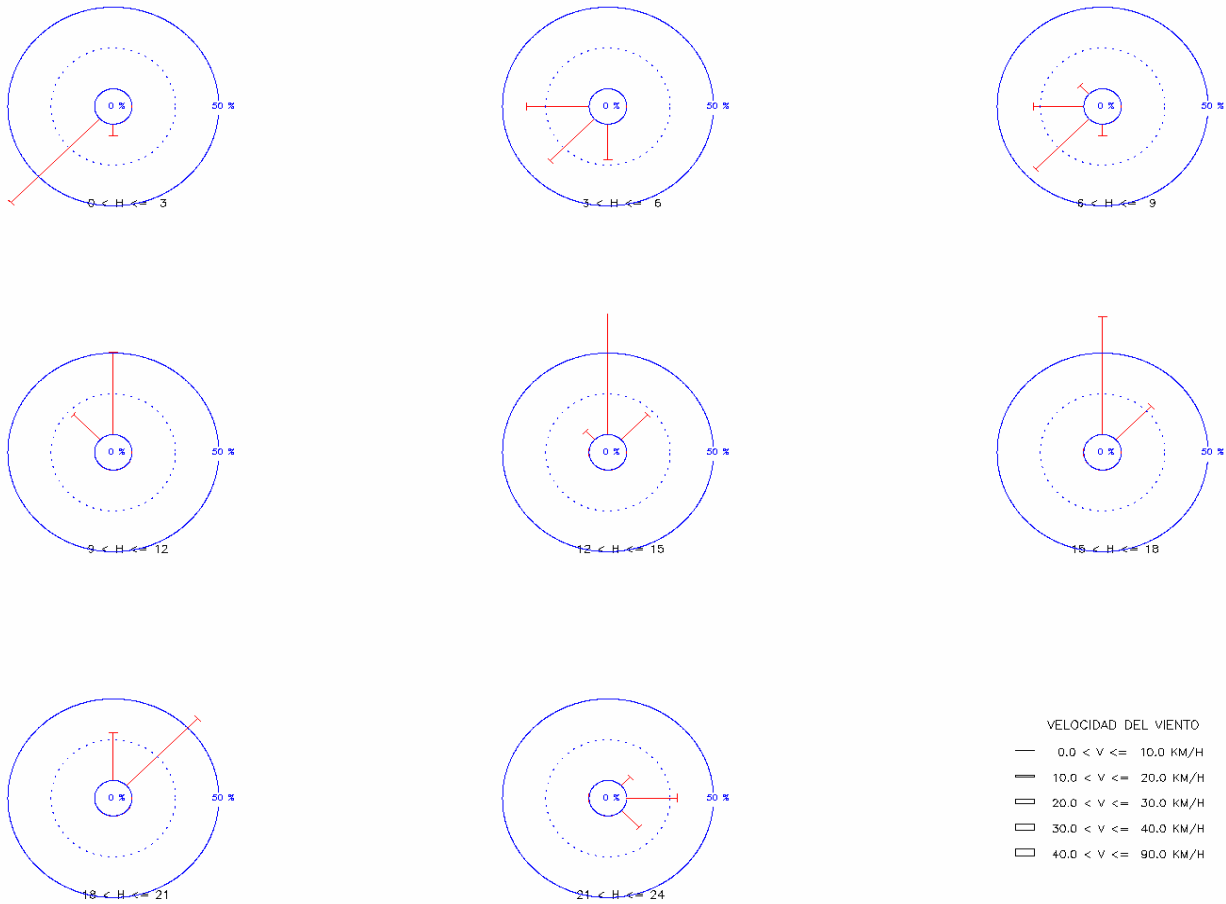 0 % 50 %
0 < H <= 3
0 % 50 %
3 < H <= 6
0 % 50 %
6 < H <= 9
0 % 50 %
9 < H <= 12
0 % 50 %
12 < H <= 15
0 % 50 %
15 < H <= 18
0 % 50 %
18 < H <= 21
0 % 50 %
21 < H <= 24
VELOCIDAD DEL VIENTO
0.0 < V <= 10.0 KM/H
10.0 < V <= 20.0 KM/H
20.0 < V <= 30.0 KM/H
30.0 < V <= 40.0 KM/H
40.0 < V <= 90.0 KM/H